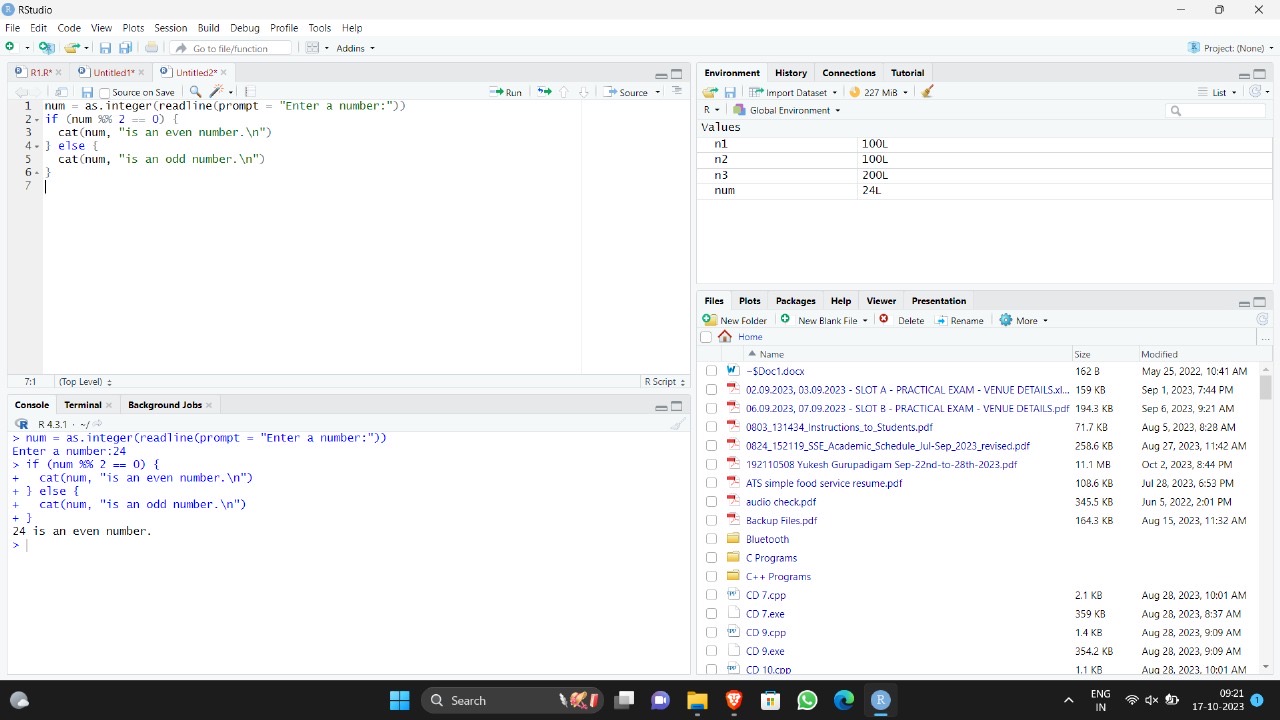 RStudio
File Edit Code View Plots Session Build Debug Profile Tools Help
Go to file/function Addins Project: (None)
R1.R* Untitled1* Untitled2*
Source on Save Run Source
1 num = as.integer(readline(prompt = "Enter a number:"))
2 if (num %% 2 == 0) {
3 cat(num, "is an even number.\n")
4 } else {
5 cat(num, "is an odd number.\n")
6 }
7
7:1 (Top Level) R Script
Console Terminal Background Jobs
R 4.3.1 · ~/
> num = as.integer(readline(prompt = "Enter a number:"))
Enter a number:24
> if (num %% 2 == 0) {
+ cat(num, "is an even number.\n")
+ } else {
+ cat(num, "is an odd number.\n")
+ }
24 is an even number.
>
Environment History Connections Tutorial
Import Dataset 227 MiB List
R Global Environment
Values
n1 100L
n2 100L
n3 200L
num 24L
Files Plots Packages Help Viewer Presentation
New Folder New Blank File Delete Rename More
Home ...
Name Size Modified
~$Doc1.docx 162 B May 25, 2022, 10:41 AM
02.09.2023, 03.09.2023 - SLOT A - PRACTICAL EXAM - VENUE DETAILS.xl... 159 KB 2023, 7:44 PM
06.09.2023, 07.09.2023 - SLOT B - PRACTICAL EXAM - VENUE DETAILS.pdf 194.3 KB 2023, 9:21 AM
0803_131434_Instructions_to_Students.pdf 71.7 KB 2023, 8:28 AM
0824_152119_SSE_Academic_Schedule_Jul-Sep_2023_revised.pdf 258.6 KB Aug 27, 2023, 11:42 AM
192110508 Yukesh Gurupadigam Sep-22nd-to-28th-2023.pdf 11.1 MB Oct 2, 2023, 8:44 PM
ATS simple food service resume.pdf 108.6 KB Jul 28, 2023, 6:53 PM
audio check.pdf 345.5 KB 2022, 2:01 PM
Backup Files.pdf 164.3 KB 2023, 11:32 AM
Bluetooth
C Programs
C++ Programs
CD 7.cpp 2.1 KB Aug 28, 2023, 10:01 AM
CD 7.exe 359 KB Aug 28, 2023, 8:37 AM
CD 9.cpp 1.4 KB Aug 28, 2023, 9:09 AM
CD 9.exe 354.2 KB Aug 28, 2023, 9:09 AM
CD 10.cpp 1.1 KB Aug 28, 2023, 10:01 AM
Search ENG IN 09:21 17-10-2023 1